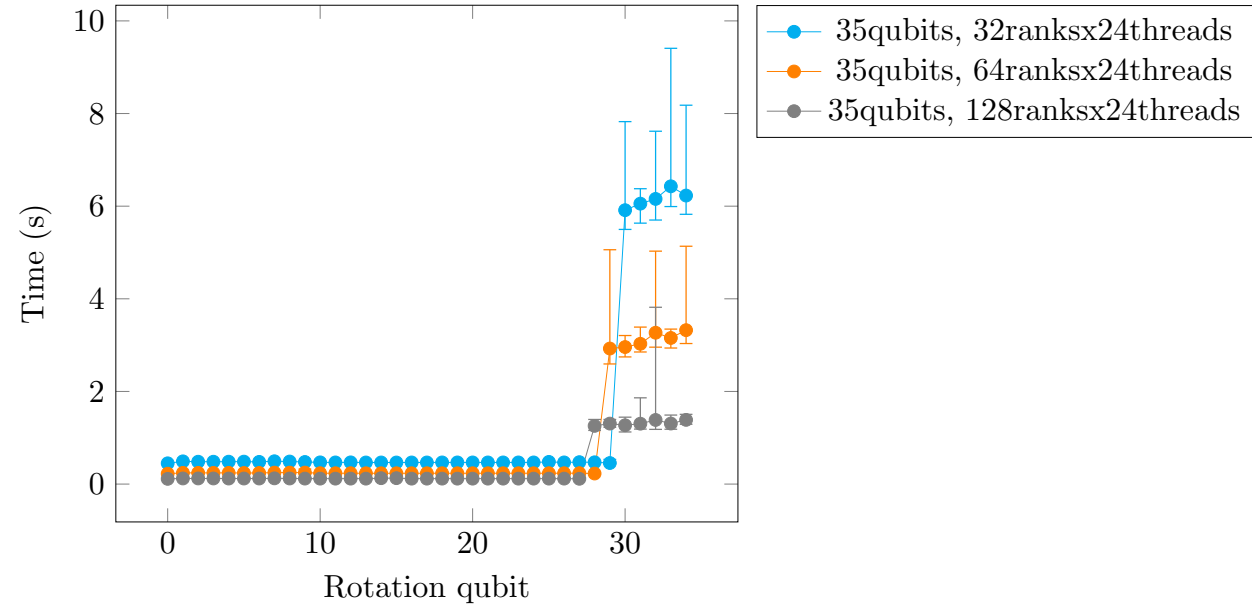 10
8
6
4
2
0
Time (s)
0 10 20 30
Rotation qubit
35qubits, 32ranksx24threads
35qubits, 64ranksx24threads
35qubits, 128ranksx24threads